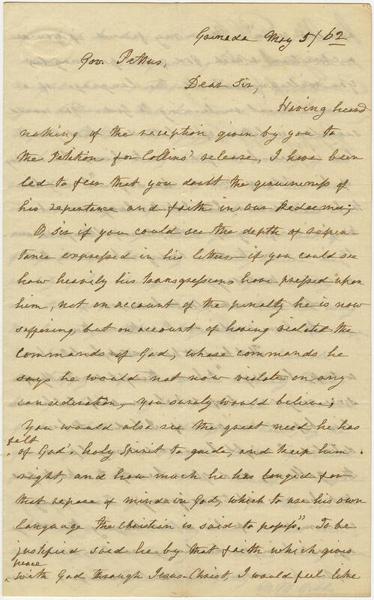 Grenada May 5/62
Gov. Pettus,
Dear Sir,
Having heard
nothing of the reception given by you to
the Petition for Collins' release, I have been
led to fear that you doubt the genuineness of
his repentance and faith in our Redeemer;
O, Sir if you could see the depth of repen-
tance expressed in his letters, if you could see
how heavily his transgressions have pressed upon
him, not on account of the penalty he is now
suffering, but on account of having violated the
commands of God, whose commands he
says he would not now violate on any
consideration, you surely would believe;
You would also see the great need he has
felt
of God's holy Spirit to guide, and keep him
right, and how much he has longed for
that repose of mind in God, which to use his own
language "the Christian is said to possess". To be
justified said he by that faith which gives
peace
with God through Jesus Christ, I would feel like